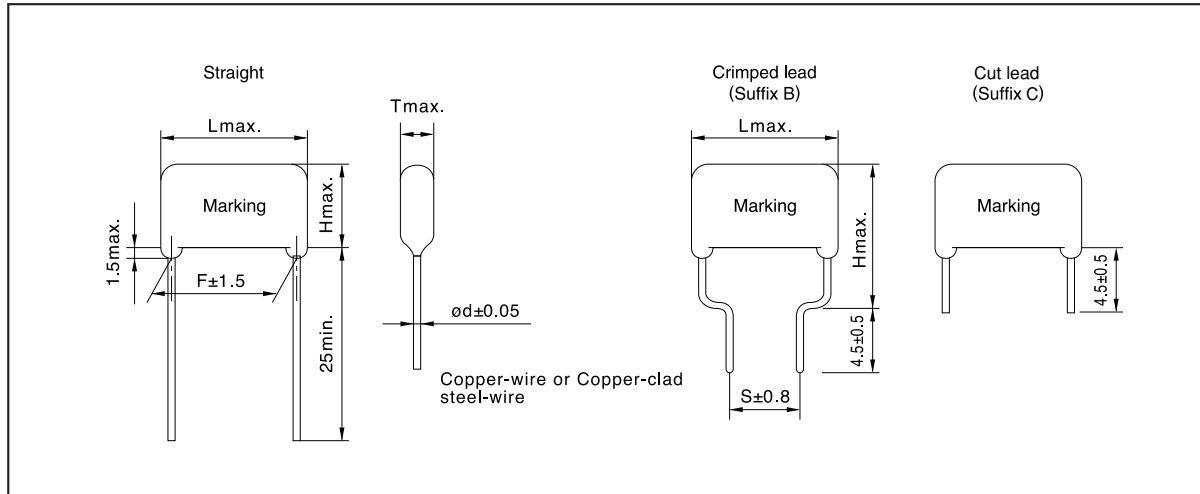 Straight
Lmax.
Tmax.
Marking
Hmax.
1.5max.
F±1.5
25min.
ød±0.05
Copper-wire or Copper-clad
steel-wire
Crimped lead
(Suffix B)
Lmax.
Marking
Hmax.
4.5±0.5
S±0.8
Cut lead
(Suffix C)
Marking
4.5±0.5